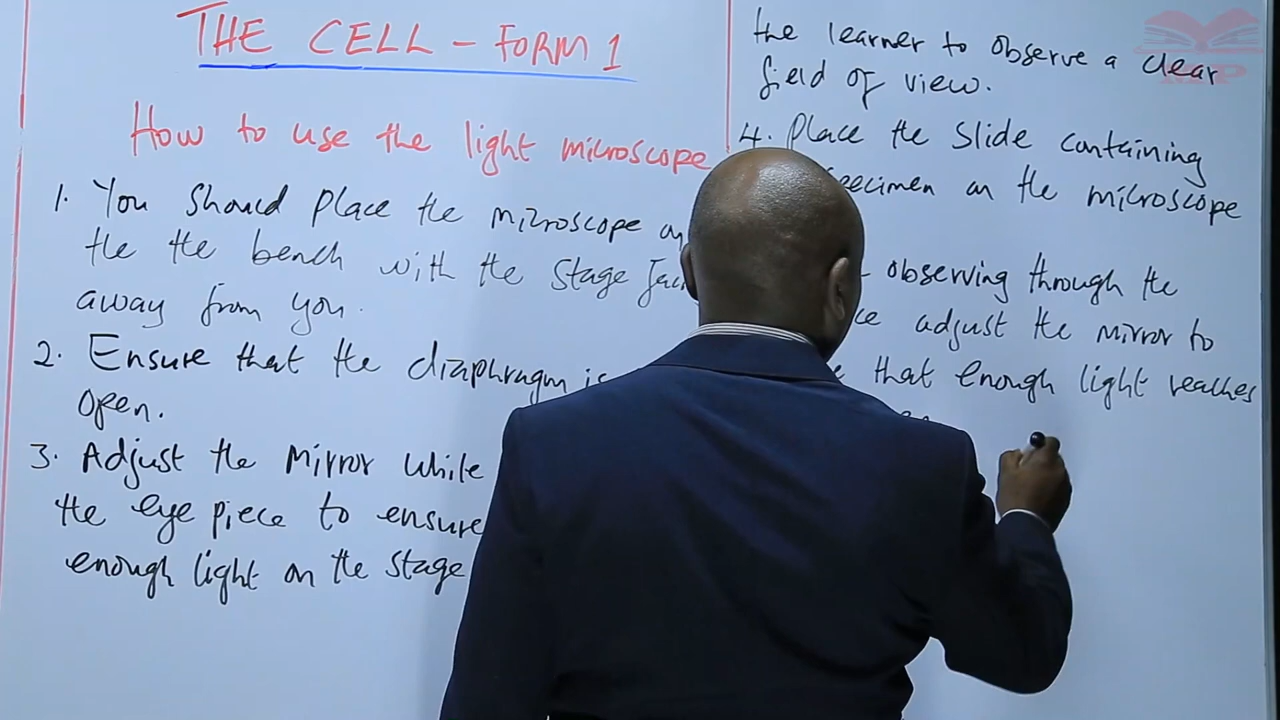 THE CELL - FORM 1
How to use the light microscope
1. You should place the microscope on
the the bench with the stage
away from you.
2. Ensure that the diaphragm is
open.
3. Adjust the mirror while
the eye piece to ensure
enough light on the stage
the learner to observe a clear
field of view.
4. Place the slide containing
specimen on the microscope
observing through the
adjust the mirror to
that enough light reaches